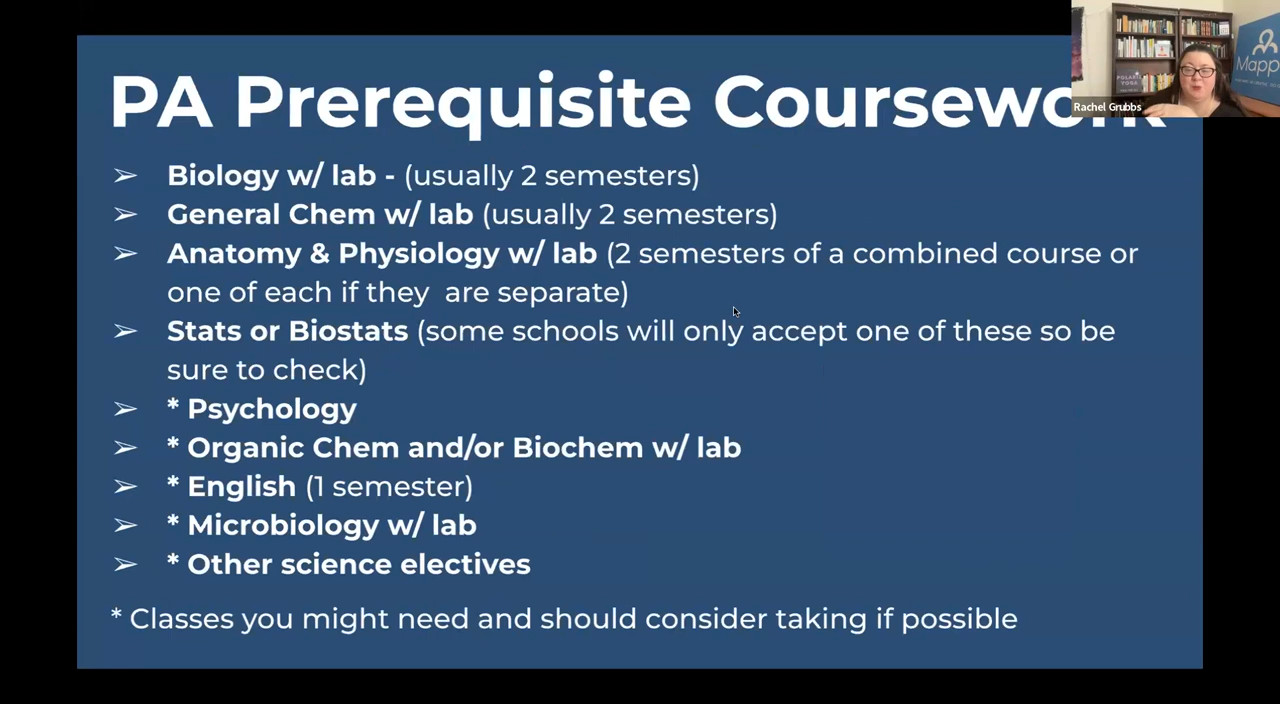 PA Prerequisite Coursework
➢ Biology w/ lab - (usually 2 semesters)
➢ General Chem w/ lab (usually 2 semesters)
➢ Anatomy & Physiology w/ lab (2 semesters of a combined course or
one of each if they are separate)
➢ Stats or Biostats (some schools will only accept one of these so be
sure to check)
➢ * Psychology
➢ * Organic Chem and/or Biochem w/ lab
➢ * English (1 semester)
➢ * Microbiology w/ lab
➢ * Other science electives
* Classes you might need and should consider taking if possible
Mapp
POLARIS
YOGA
Rachel Grubbs